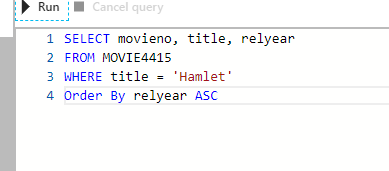 Run Cancel query
1 SELECT movieno, title, relyear
2 FROM MOVIE4415
3 WHERE title = 'Hamlet'
4 Order By relyear ASC